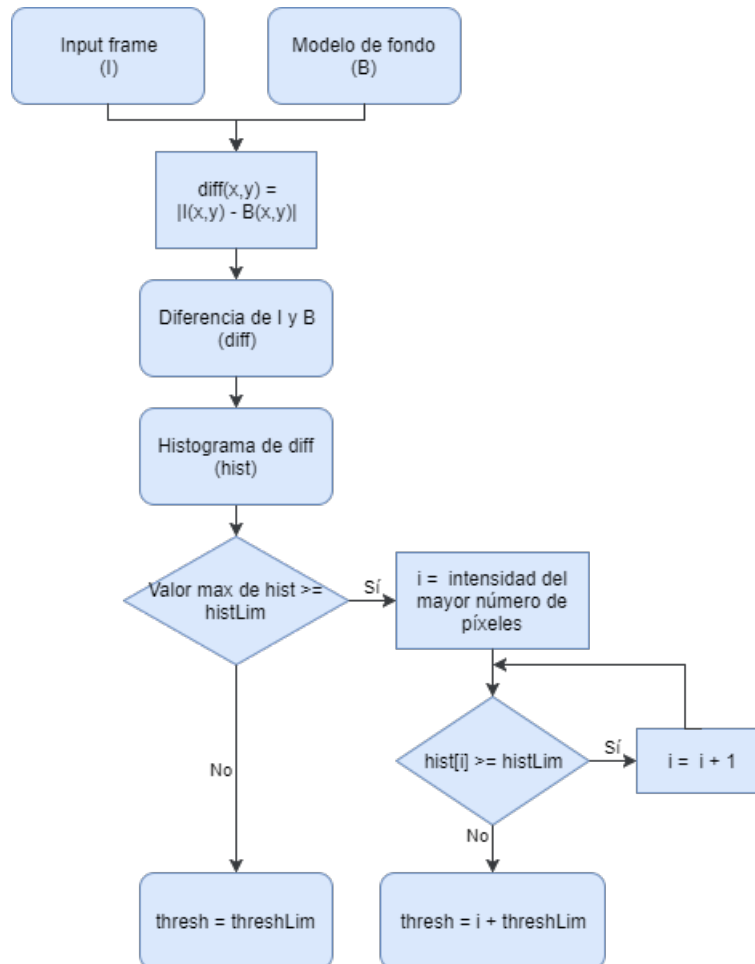 Input frame
(I)
Modelo de fondo
(B)
diff(x,y) =
|I(x,y) - B(x,y)|
Diferencia de I y B
(diff)
Histograma de diff
(hist)
Valor max de hist >=
histLim
Sí
i = intensidad del
mayor número de
píxeles
hist[i] >= histLim
Sí
i = i + 1
No
No
thresh = threshLim
thresh = i + threshLim